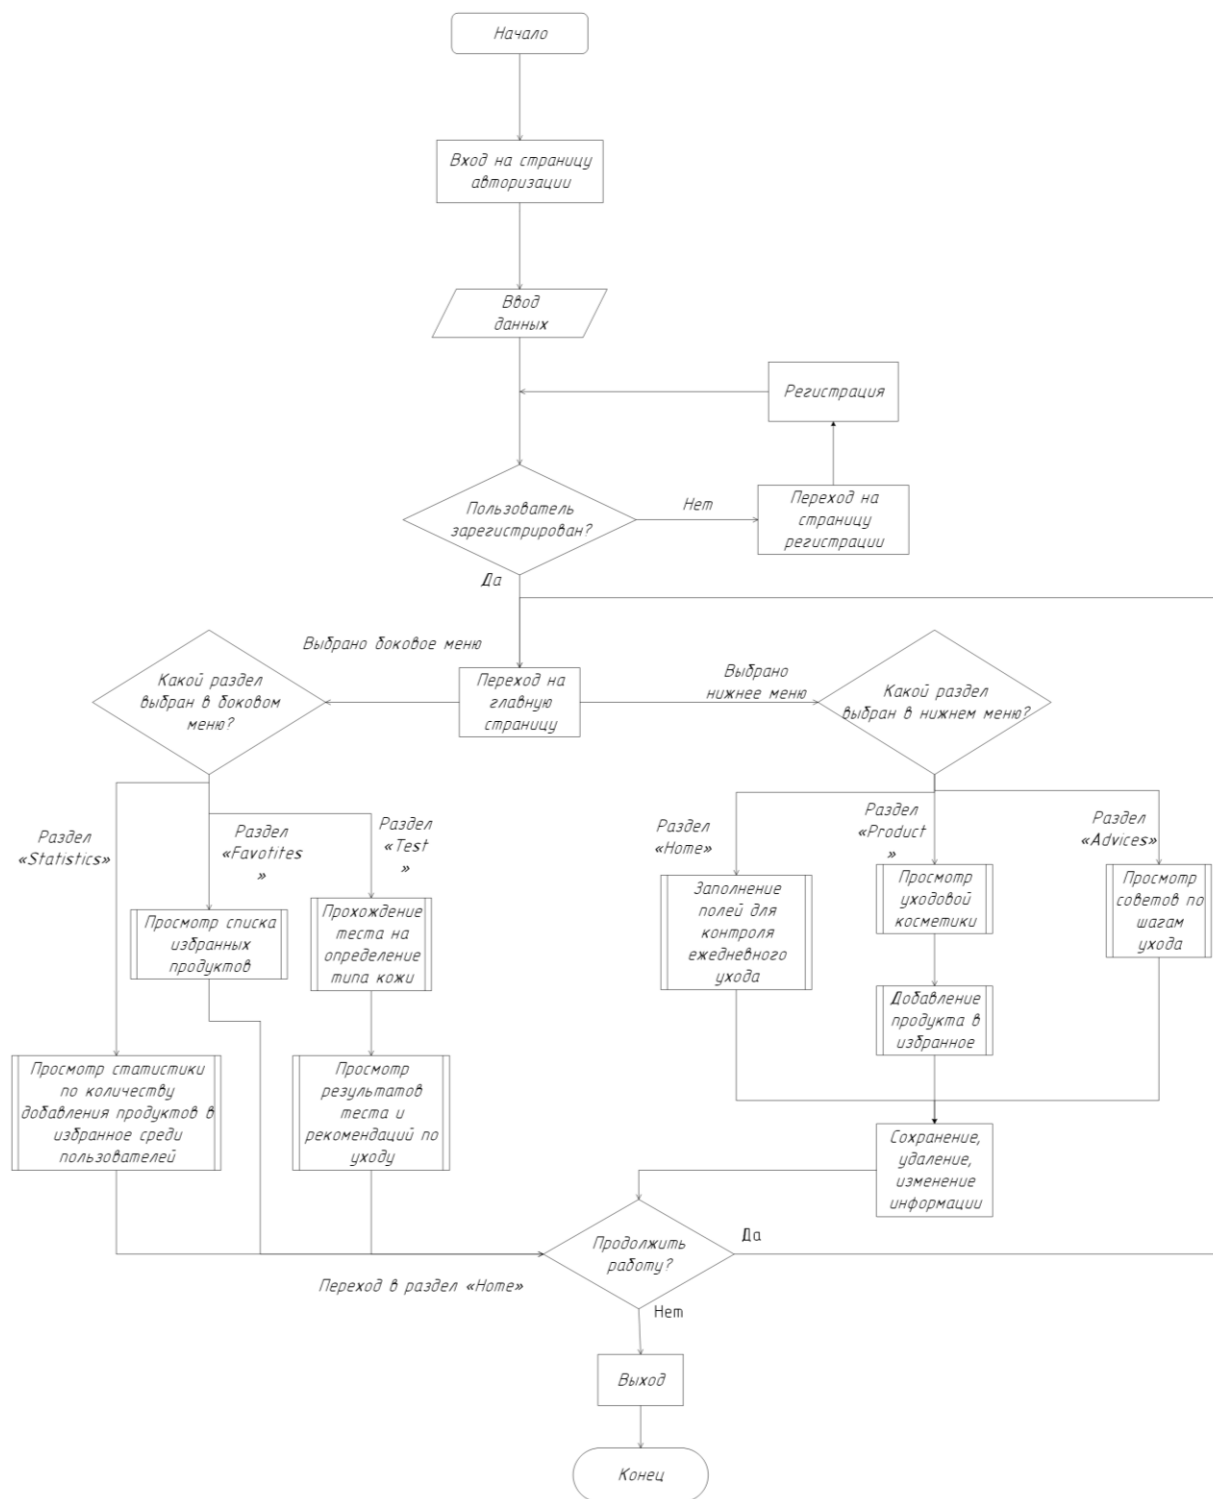 Начало
Вход на страницу
авторизации
Ввод
данных
Регистрация
Пользователь
зарегистрирован?
Нет
Переход на
страницу
регистрации
Да
Выбрано боковое меню
Какой раздел
выбран в боковом
меню?
Переход на
главную
страницу
Выбрано
нижнее меню
Какой раздел
выбран в нижнем меню?
Раздел
«Statistics»
Раздел
«Favotites
»
Раздел
«Test
»
Раздел
«Home»
Раздел
«Product
»
Раздел
«Advices»
Просмотр списка
избранных
продуктов
Прохождение
теста на
определение
типа кожи
Заполнение
полей для
контроля
ежедневного
ухода
Просмотр
уходовой
косметики
Просмотр
советов по
шагам
ухода
Добавление
продукта в
избранное
Просмотр статистики
по количеству
добавления продуктов в
избранное среди
пользователей
Просмотр
результатов
теста и
рекомендаций по
уходу
Сохранение,
удаление,
изменение
информации
Продолжить
работу?
Да
Переход в раздел «Home»
Нет
Выход
Конец